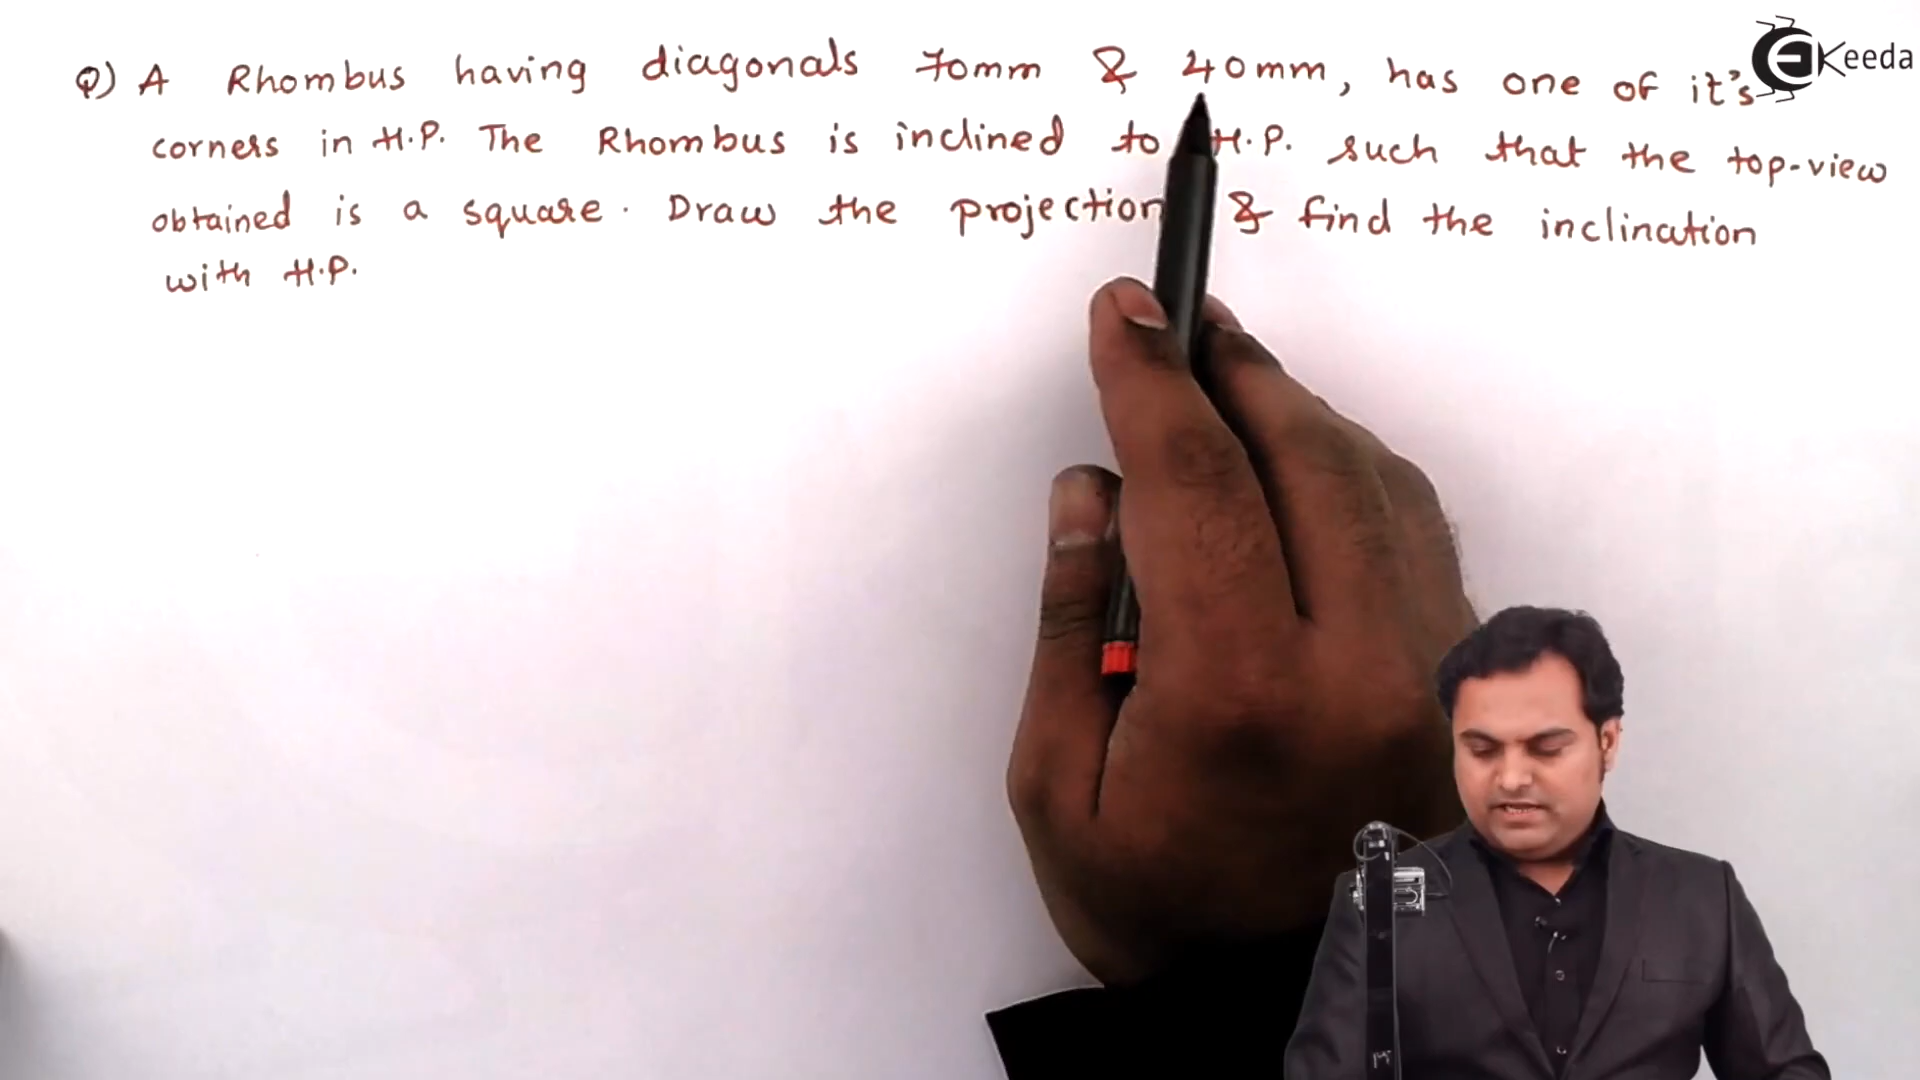 Q) A Rhombus having diagonals 70mm & 40mm, has one of it's
corners in H.P. The Rhombus is inclined to H.P. such that the top-view
obtained is a square. Draw the projection & find the inclination
with H.P.
EKeeda